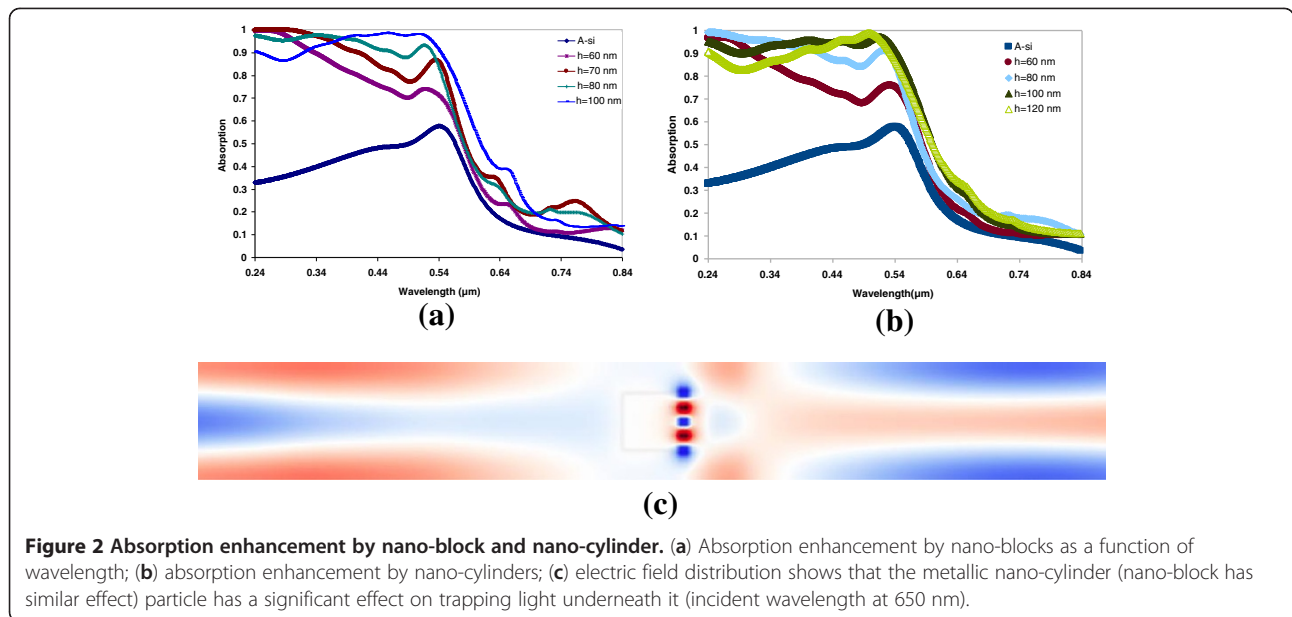 1
0.9
0.8
0.7
0.6
0.5
0.4
0.3
0.2
0.1
0
Absorption
0.24 0.34 0.44 0.54 0.64 0.74 0.84
Wavelength (µm)
A-si
h=60 nm
h=70 nm
h=80 nm
h=100 nm
(a)
1
0.9
0.8
0.7
0.6
0.5
0.4
0.3
0.2
0.1
0
Absorption
0.24 0.34 0.44 0.54 0.64 0.74 0.84
Wavelength(µm)
A-si
h=60 nm
h=80 nm
h=100 nm
h=120 nm
(b)
(c)
Figure 2 Absorption enhancement by nano-block and nano-cylinder. (a) Absorption enhancement by nano-blocks as a function of
wavelength; (b) absorption enhancement by nano-cylinders; (c) electric field distribution shows that the metallic nano-cylinder (nano-block has
similar effect) particle has a significant effect on trapping light underneath it (incident wavelength at 650 nm).